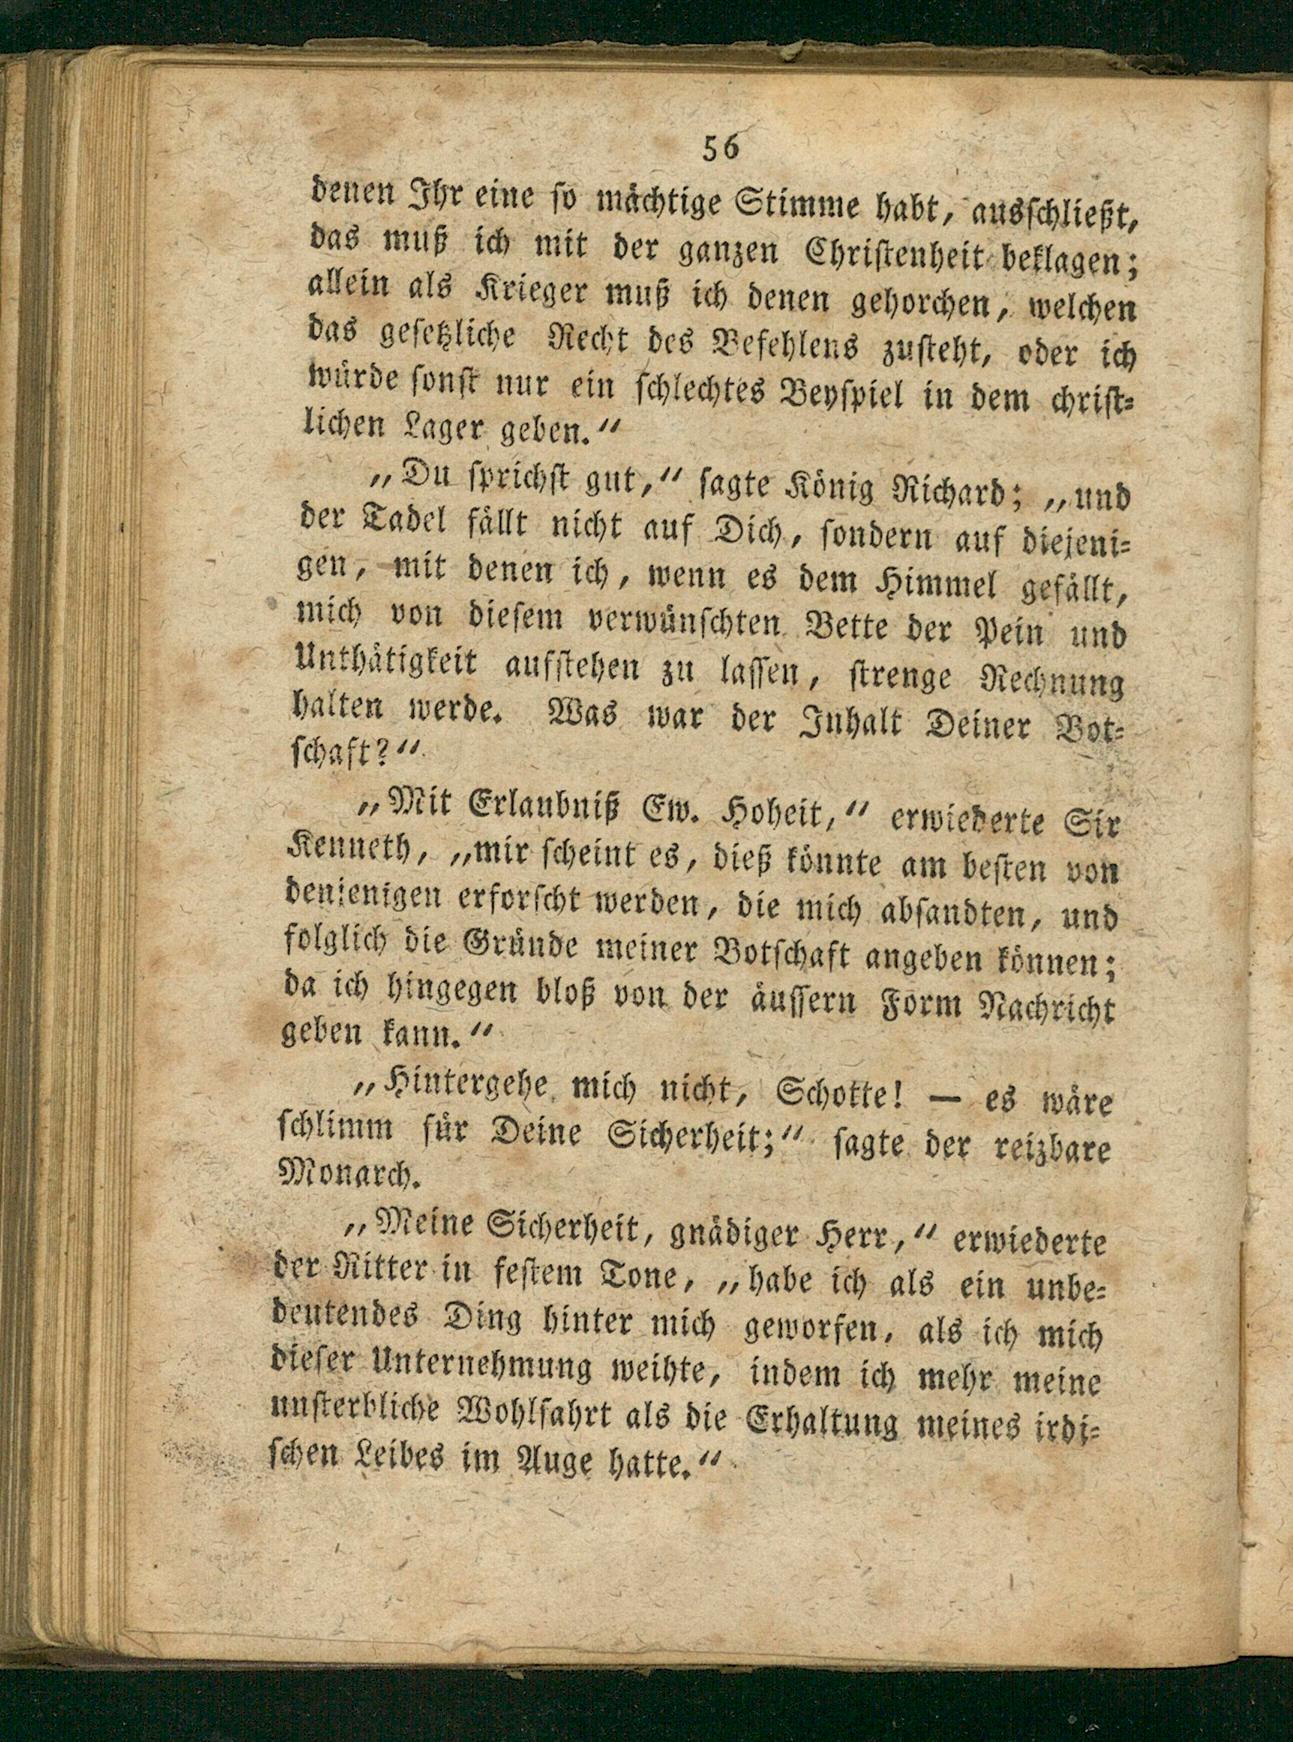 56
denen Ihr eine so mächtige Stimme habt, ausschließt,
das muß ich mit der ganzen Christenheit beklagen;
allein als Krieger muß ich denen gehorchen, welchen
das gesetzliche Recht des Befehlens zusteht, oder ich
würde sonst nur ein schlechtes Beyspiel in dem christ-
lichen Lager geben.“
„Du sprichst gut,“ sagte König Richard; „und
der Tadel fällt nicht auf Dich, sondern auf diejeni-
gen, mit denen ich, wenn es dem Himmel gefällt,
mich von diesem verwünschten Bette der Pein und
Unthätigkeit aufstehen zu lassen, strenge Rechnung
halten werde. Was war der Inhalt Deiner Bot-
schaft?“
„Mit Erlaubniß Ew. Hoheit,“ erwiederte Sir
Kenneth, „mir scheint es, dieß könnte am besten von
denjenigen erforscht werden, die mich absandten, und
folglich die Gründe meiner Botschaft angeben können;
da ich hingegen bloß von der äussern Form Nachricht
geben kann.“
„Hintergehe mich nicht, Schotte! — es wäre
schlimm für Deine Sicherheit;“ sagte der reizbare
Monarch.
„Meine Sicherheit, gnädiger Herr,“ erwiederte
der Ritter in festem Tone, „habe ich als ein unbe-
deutendes Ding hinter mich geworfen, als ich mich
dieser Unternehmung weihte, indem ich mehr meine
unsterbliche Wohlfahrt als die Erhaltung meines irdi-
schen Leibes im Auge hatte.“